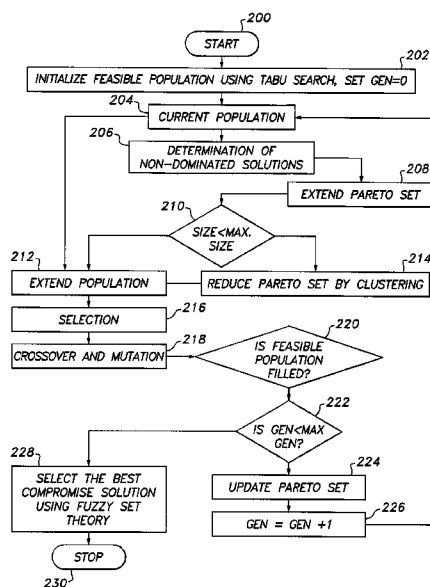 200
START
202
INITIALIZE FEASIBLE POPULATION USING TABU SEARCH, SET GEN=0
204
CURRENT POPULATION
206
DETERMINATION OF
NON-DOMINATED SOLUTIONS
208
EXTEND PARETO SET
210
SIZE<MAX.
SIZE
212
EXTEND POPULATION
214
REDUCE PARETO SET BY CLUSTERING
216
SELECTION
218
CROSSOVER AND MUTATION
220
IS FEASIBLE
POPULATION
FILLED?
222
IS GEN<MAX
GEN?
224
UPDATE PARETO SET
226
GEN = GEN +1
228
SELECT THE BEST
COMPROMISE SOLUTION
USING FUZZY SET
THEORY
STOP
230